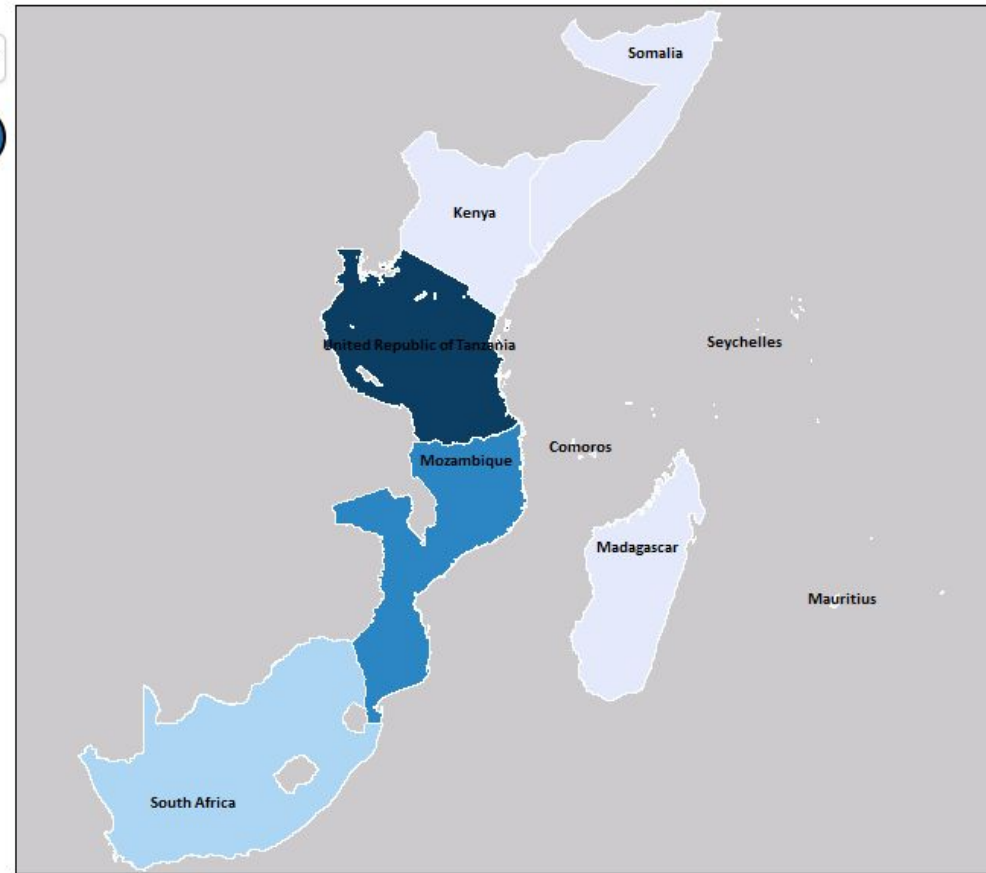 Somalia
Kenya
United Republic of Tanzania
Seychelles
Comoros
Mozambique
Madagascar
Mauritius
South Africa